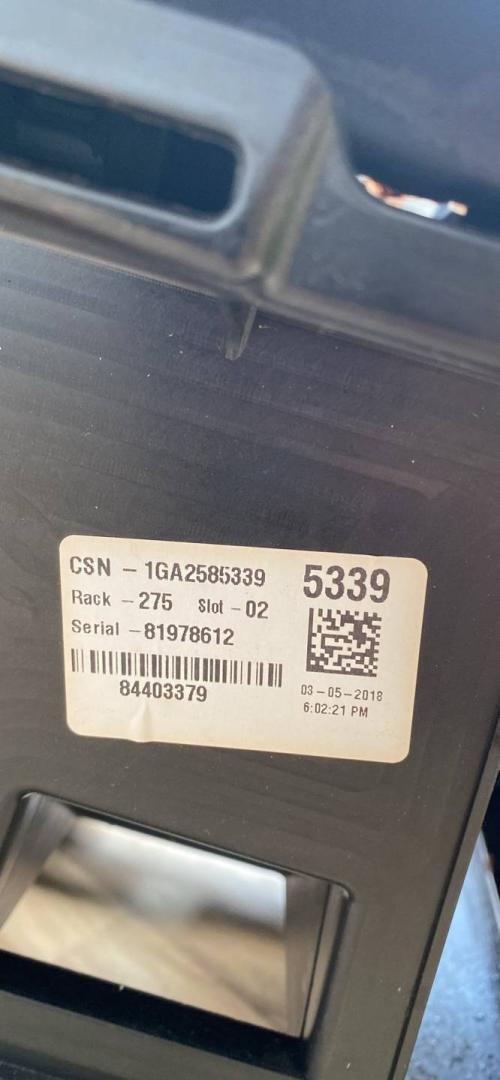 CSN - 1GA2585339
5339
Rack - 275 Slot - 02
Serial - 81978612
84403379
03-05-2018
6:02:21 PM